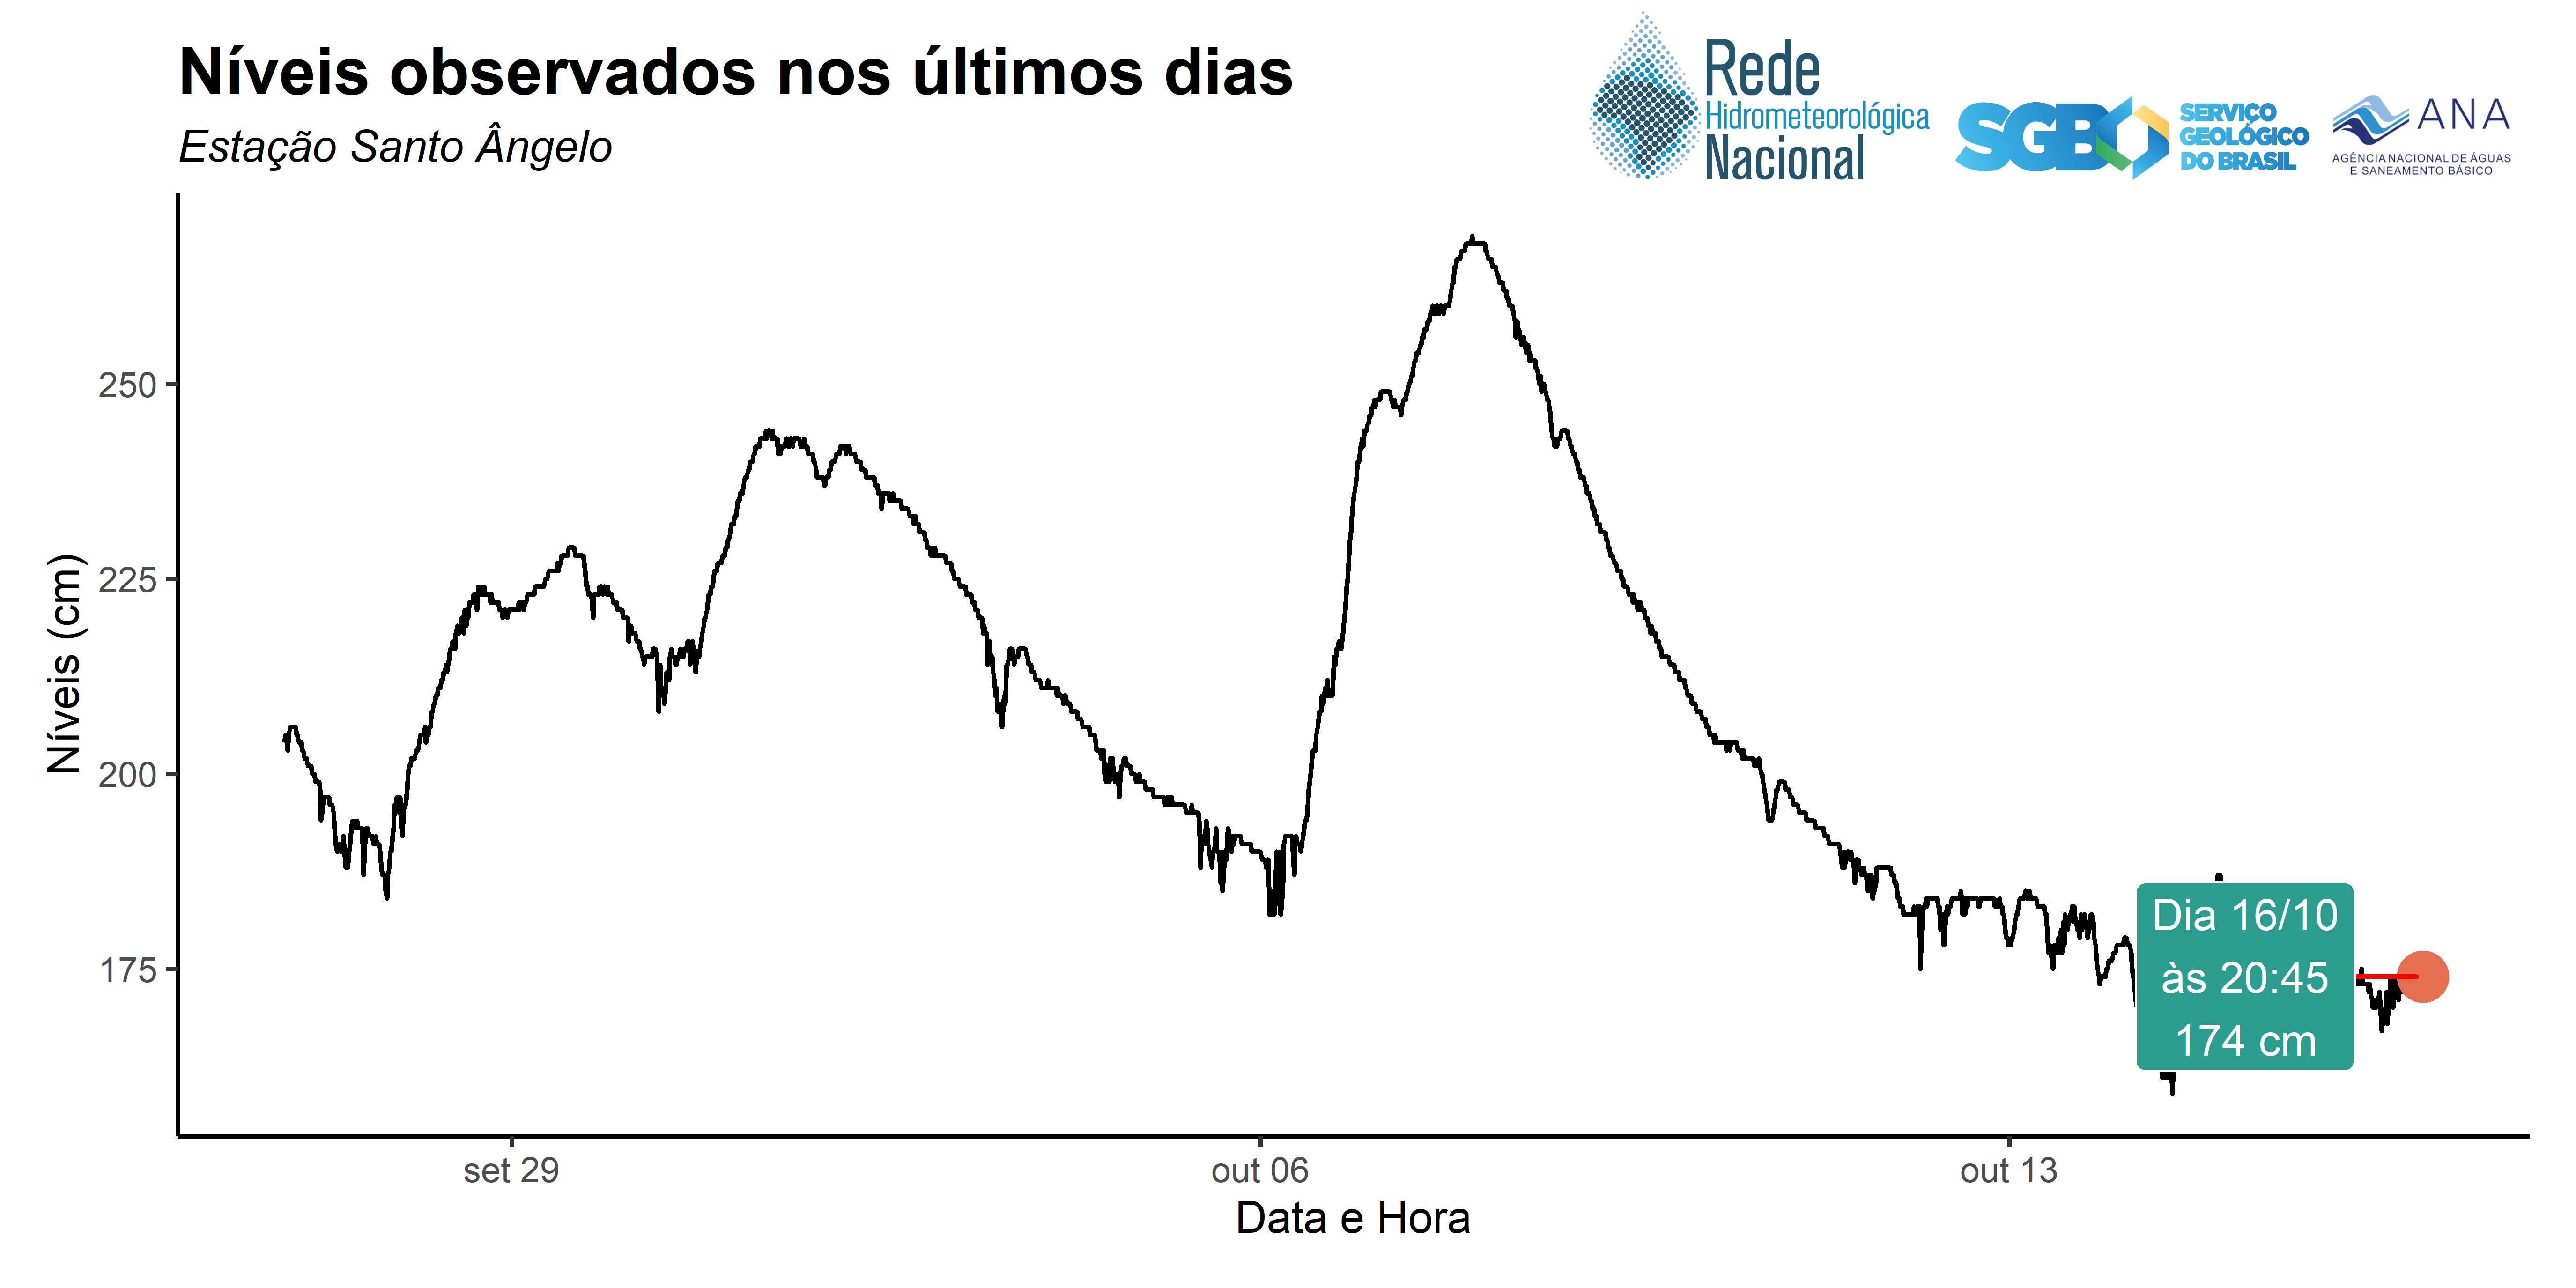 Níveis observados nos últimos dias
Estação Santo Ângelo
Rede
Hidrometeorológica
Nacional
SGB
SERVIÇO
GEOLÓGICO
DO BRASIL
ANA
AGÊNCIA NACIONAL DE ÁGUAS
E SANEAMENTO BÁSICO
Níveis (cm)
250
225
200
175
Dia 16/10
às 20:45
174 cm
set 29
out 06
out 13
Data e Hora